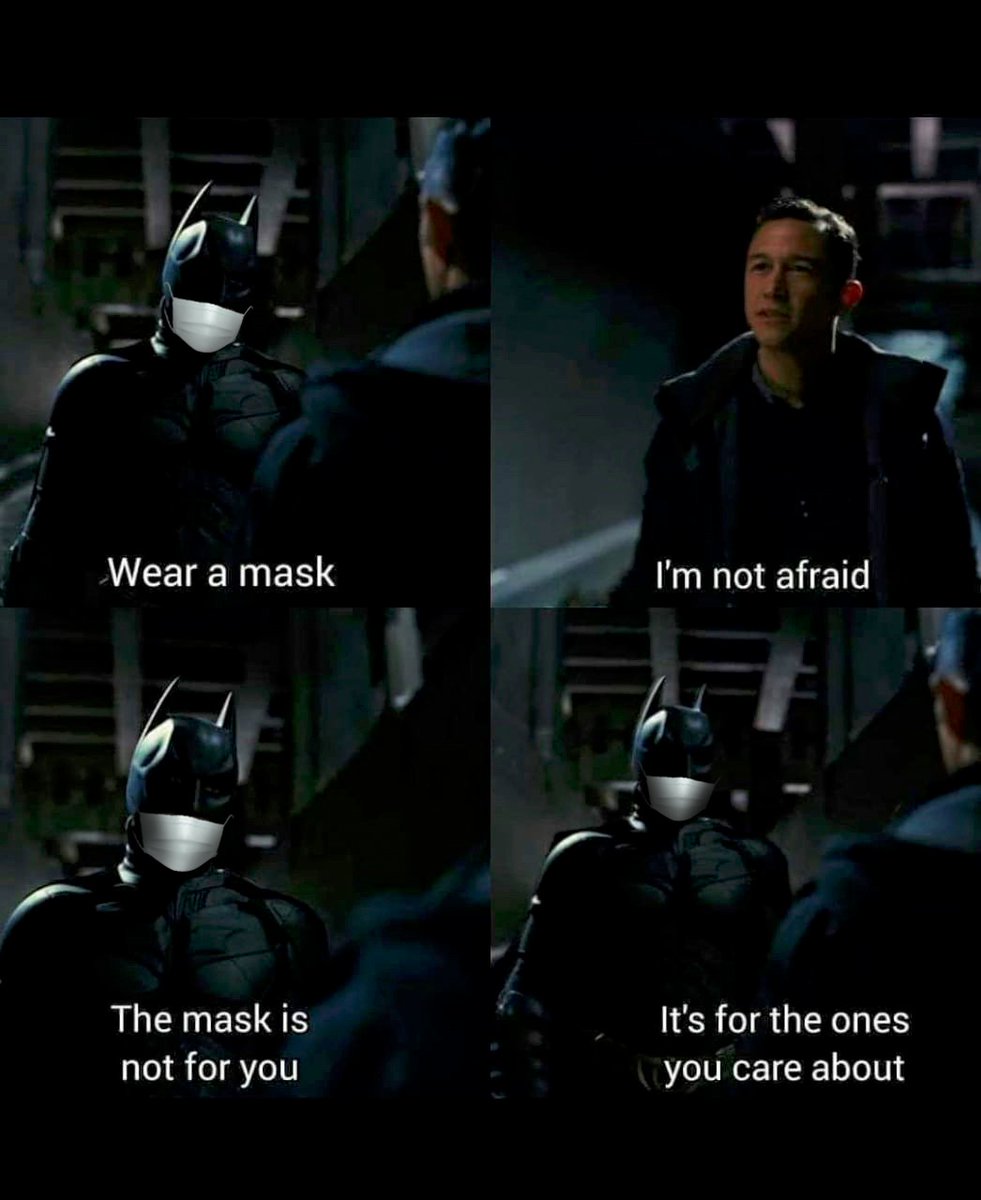 Wear a mask
I'm not afraid
The mask is
not for you
It's for the ones
you care about